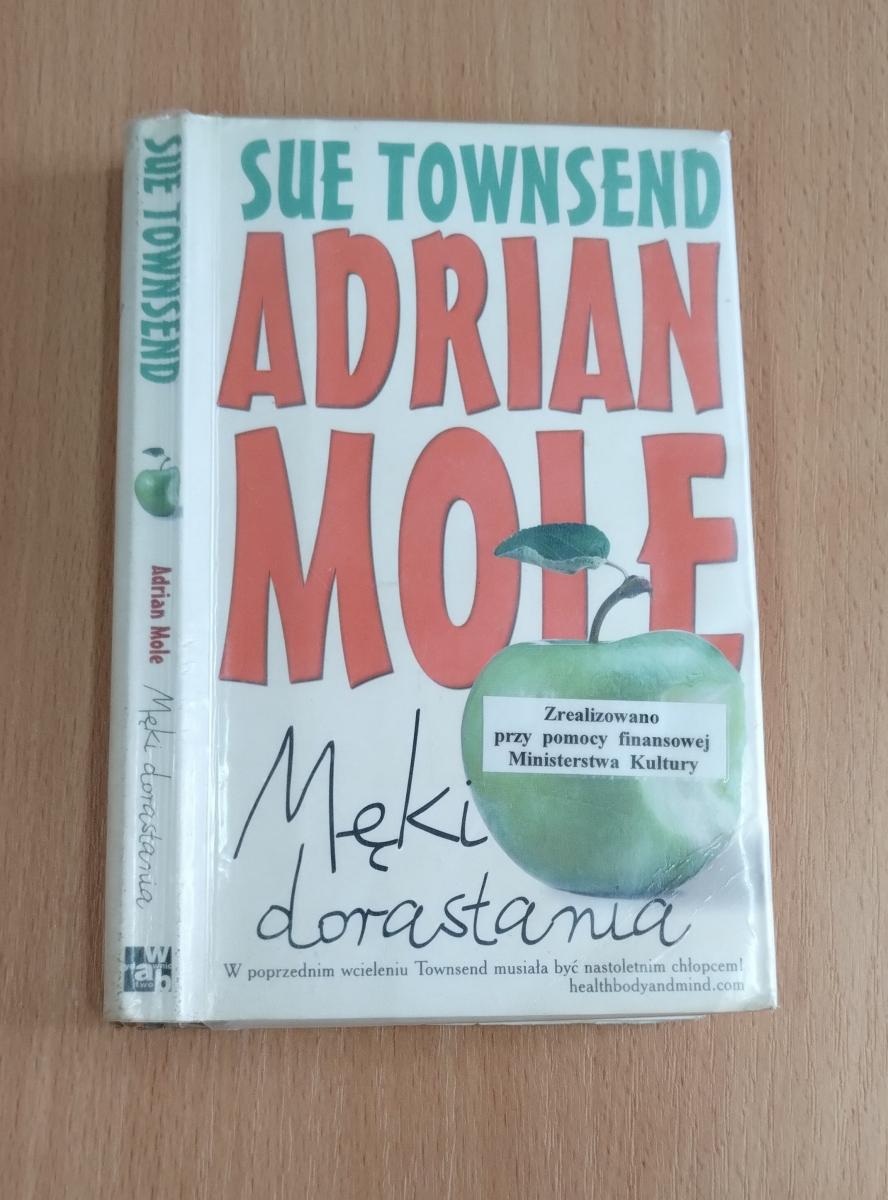 SUE TOWNSEND
ADRIAN
MOLE
Zrealizowano
przy pomocy finansowej
Ministerstwa Kultury
Męki
dorastania
W poprzednim wcieleniu Townsend musiała być nastoletnim chłopcem!
healthbodyandmind.com
SUE TOWNSEND
Adrian Mole
Męki dorastania
w
ab